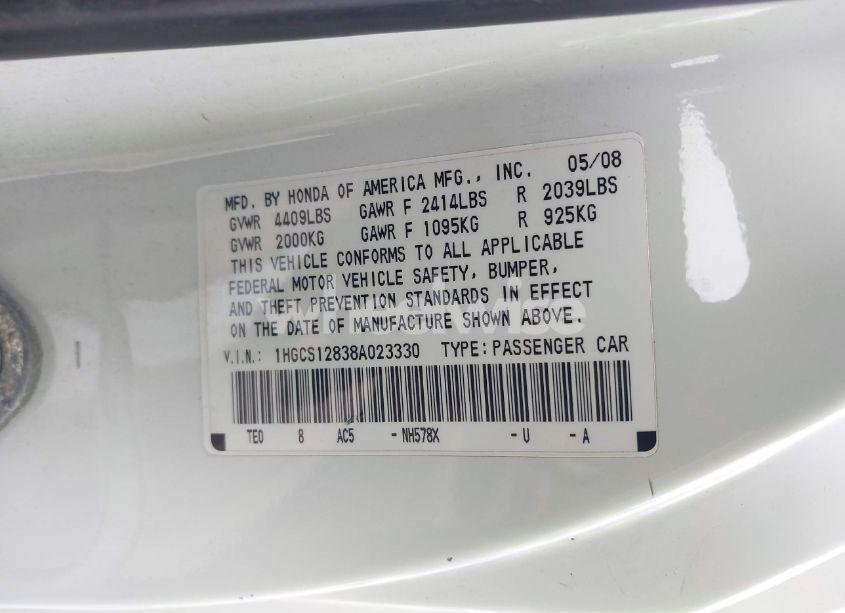 MFD. BY HONDA OF AMERICA MFG., INC. 05/08
GVWR 4409LBS GAWR F 2414LBS R 2039LBS
GVWR 2000KG GAWR F 1095KG R 925KG
THIS VEHICLE CONFORMS TO ALL APPLICABLE
FEDERAL MOTOR VEHICLE SAFETY, BUMPER,
AND THEFT PREVENTION STANDARDS IN EFFECT
ON THE DATE OF MANUFACTURE SHOWN ABOVE.
V.I.N.: 1HGCS12838A023330 TYPE: PASSENGER CAR
TE0 8 AC5 - NH578X - U - A